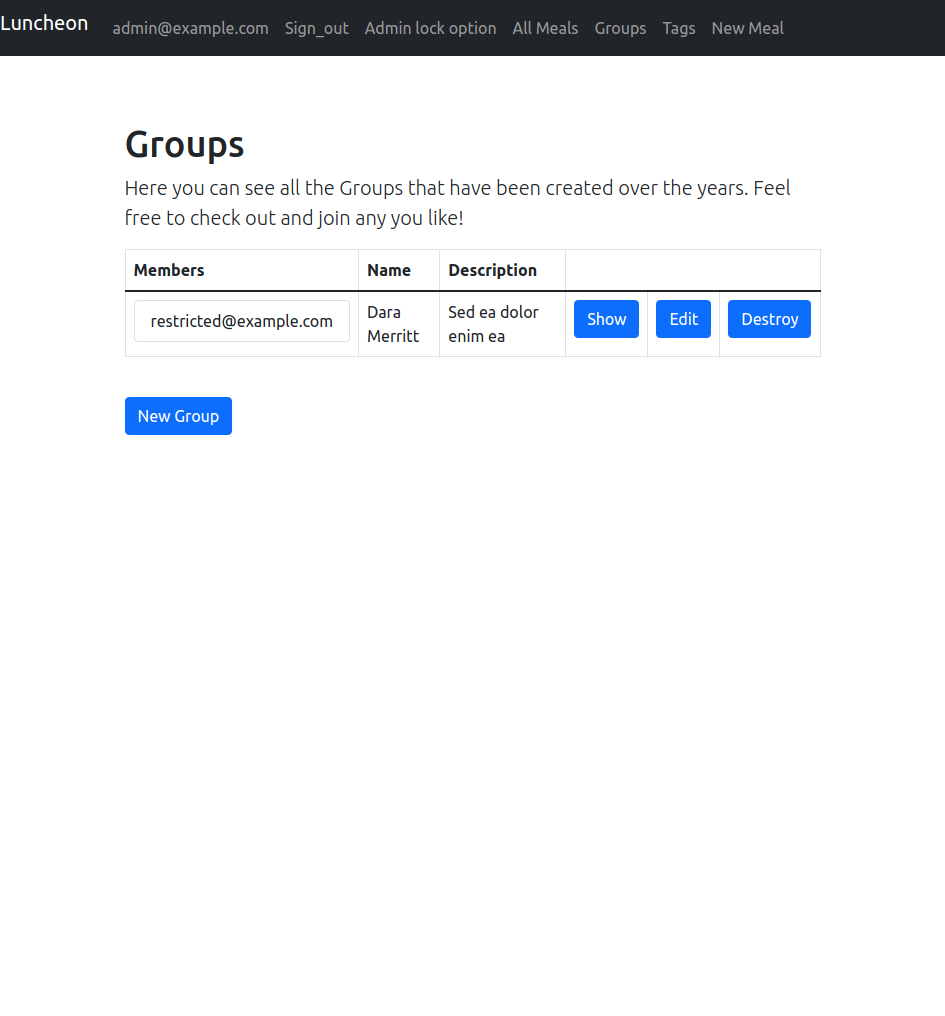 Luncheon admin@example.com Sign_out Admin lock option All Meals Groups Tags New Meal
Groups
Here you can see all the Groups that have been created over the years. Feel
free to check out and join any you like!
Members Name Description
restricted@example.com Dara Merritt Sed ea dolor enim ea Show Edit Destroy
New Group